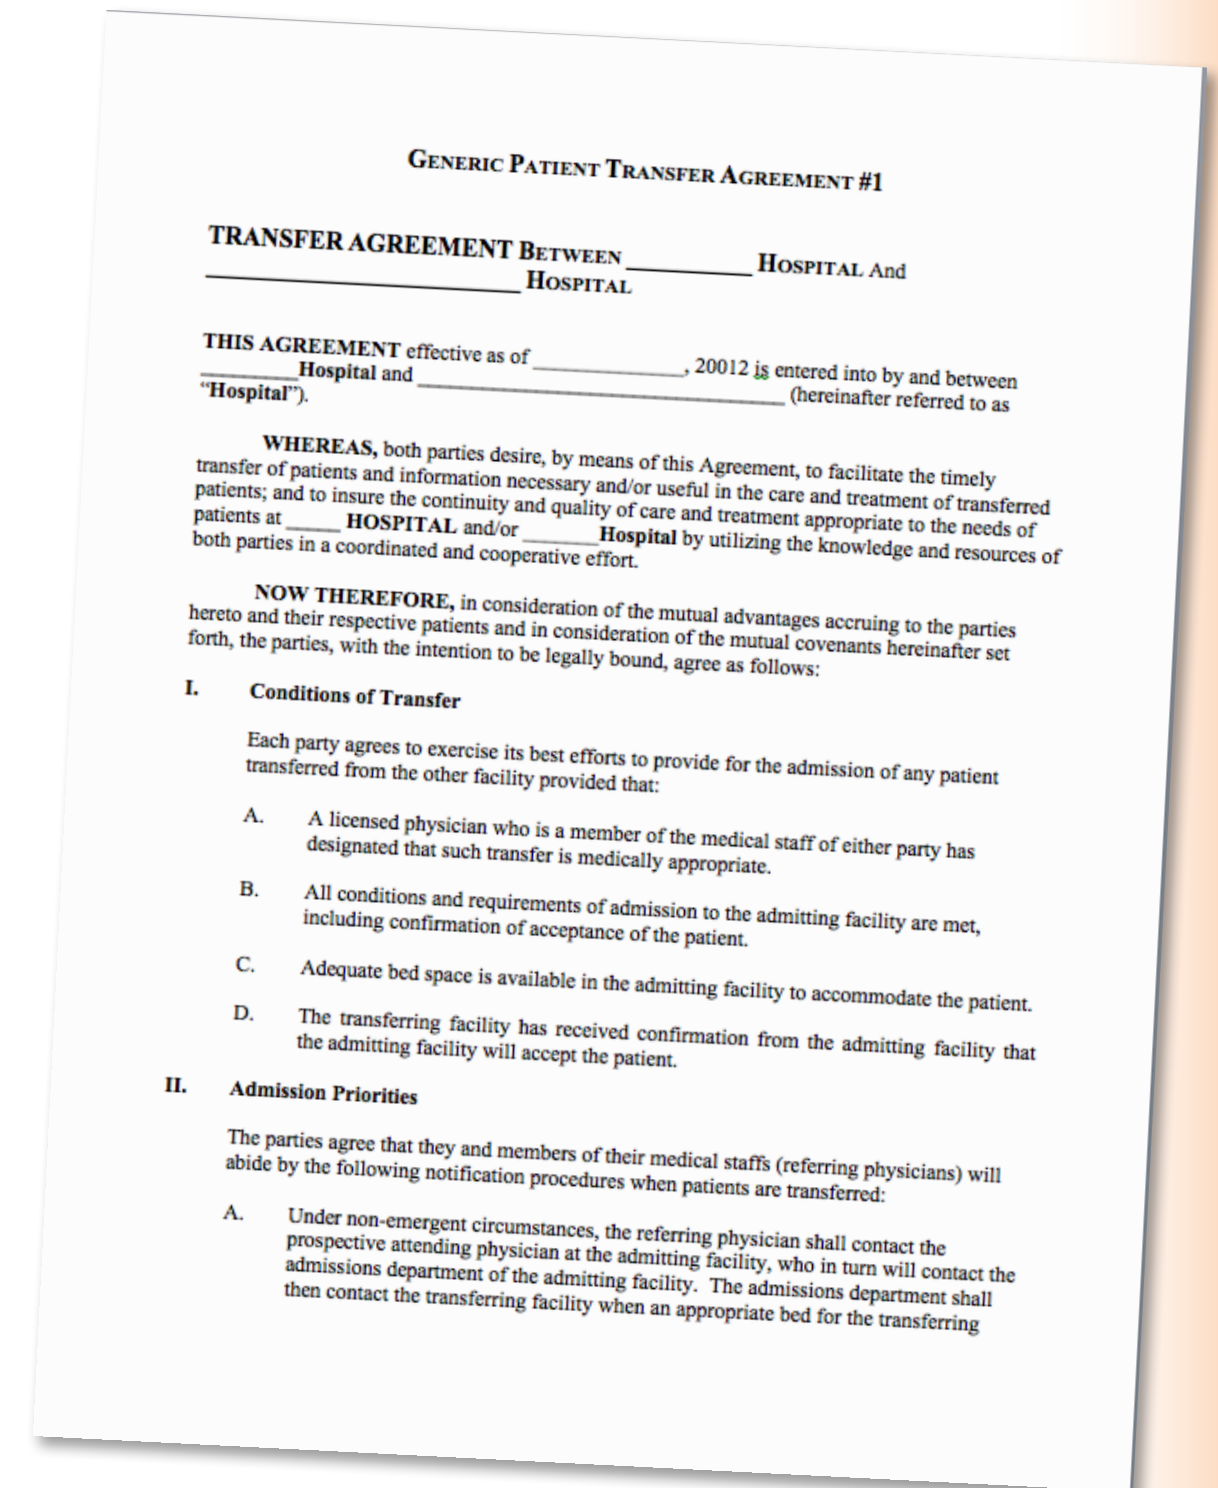 GENERIC PATIENT TRANSFER AGREEMENT #1
TRANSFER AGREEMENT BETWEEN __________ HOSPITAL And
_________________________ HOSPITAL
THIS AGREEMENT effective as of ______________, 20012 is entered into by and between
_________Hospital and __________________________________ (hereinafter referred to as
“Hospital”).
WHEREAS, both parties desire, by means of this Agreement, to facilitate the timely
transfer of patients and information necessary and/or useful in the care and treatment of transferred
patients; and to insure the continuity and quality of care and treatment appropriate to the needs of
patients at _____ HOSPITAL and/or _______Hospital by utilizing the knowledge and resources of
both parties in a coordinated and cooperative effort.
NOW THEREFORE, in consideration of the mutual advantages accruing to the parties
hereto and their respective patients and in consideration of the mutual covenants hereinafter set
forth, the parties, with the intention to be legally bound, agree as follows:
I. Conditions of Transfer
Each party agrees to exercise its best efforts to provide for the admission of any patient
transferred from the other facility provided that:
A. A licensed physician who is a member of the medical staff of either party has
designated that such transfer is medically appropriate.
B. All conditions and requirements of admission to the admitting facility are met,
including confirmation of acceptance of the patient.
C. Adequate bed space is available in the admitting facility to accommodate the patient.
D. The transferring facility has received confirmation from the admitting facility that
the admitting facility will accept the patient.
II. Admission Priorities
The parties agree that they and members of their medical staffs (referring physicians) will
abide by the following notification procedures when patients are transferred:
A. Under non-emergent circumstances, the referring physician shall contact the
prospective attending physician at the admitting facility, who in turn will contact the
admissions department of the admitting facility. The admissions department shall
then contact the transferring facility when an appropriate bed for the transferring